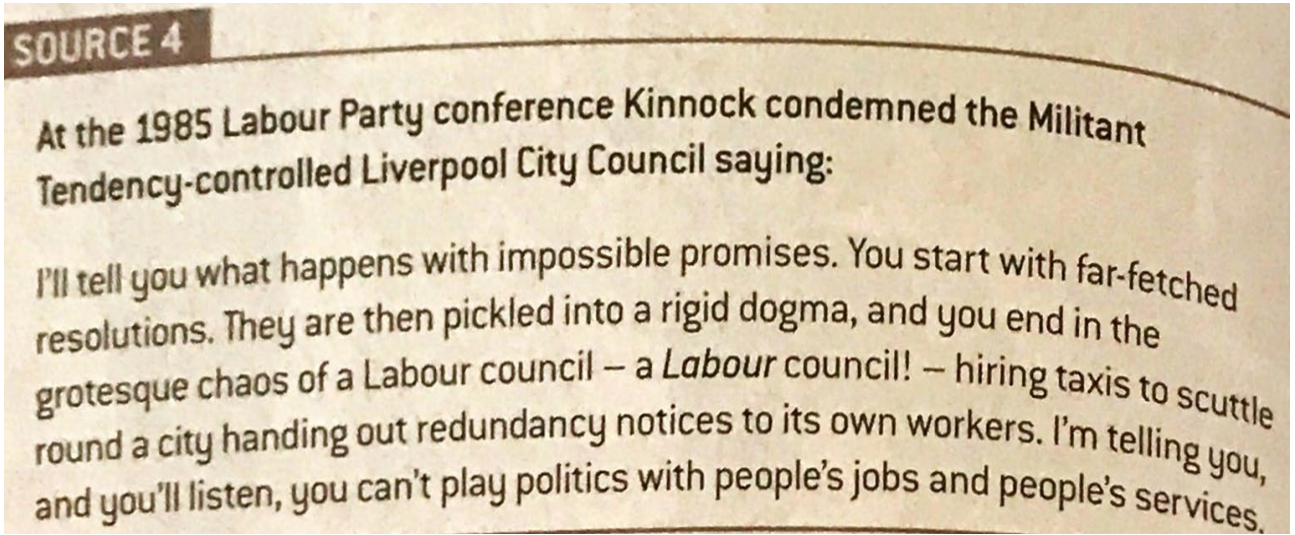 SOURCE 4
At the 1985 Labour Party conference Kinnock condemned the Militant
Tendency-controlled Liverpool City Council saying:
I'll tell you what happens with impossible promises. You start with far-fetched
resolutions. They are then pickled into a rigid dogma, and you end in the
grotesque chaos of a Labour council – a Labour council! – hiring taxis to scuttle
round a city handing out redundancy notices to its own workers. I'm telling you,
and you'll listen, you can't play politics with people's jobs and people's services.